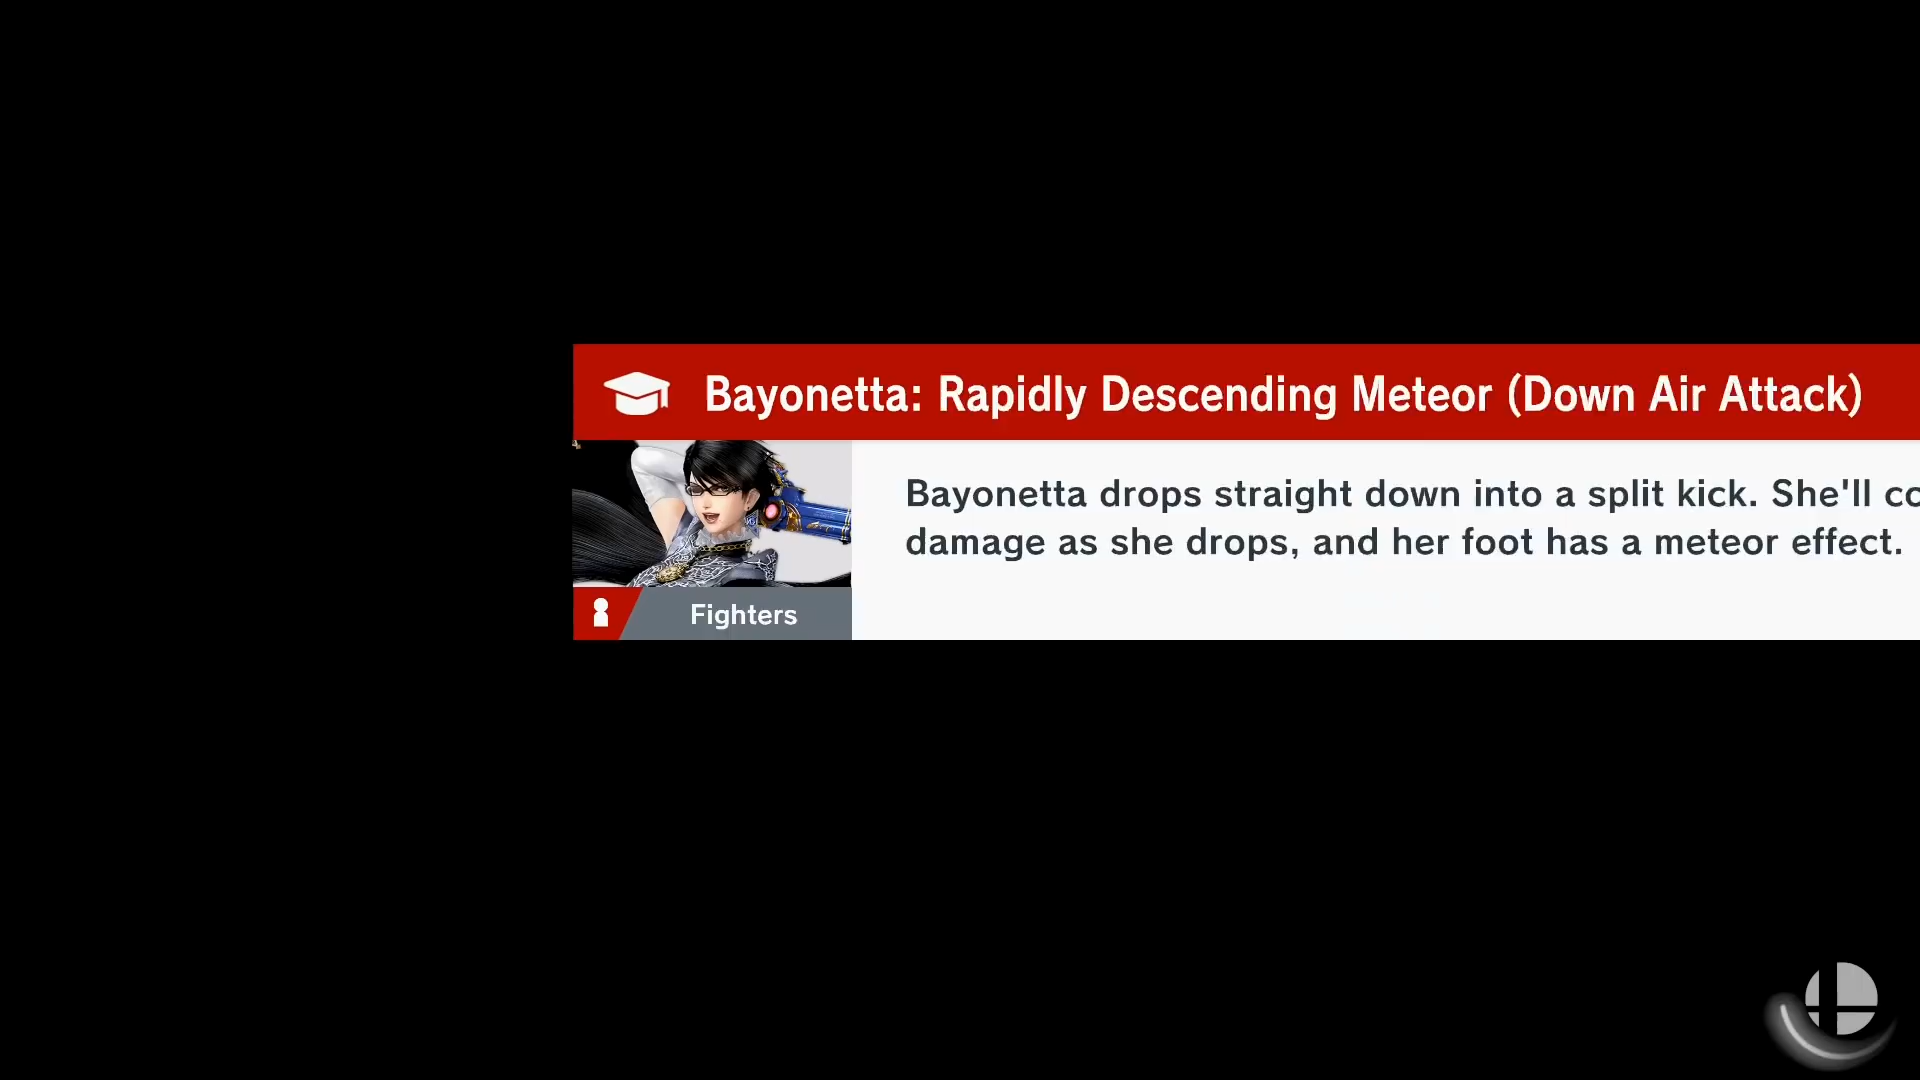 Bayonetta: Rapidly Descending Meteor (Down Air Attack)
Bayonetta drops straight down into a split kick. She'll
damage as she drops, and her foot has a meteor effect.
Fighters